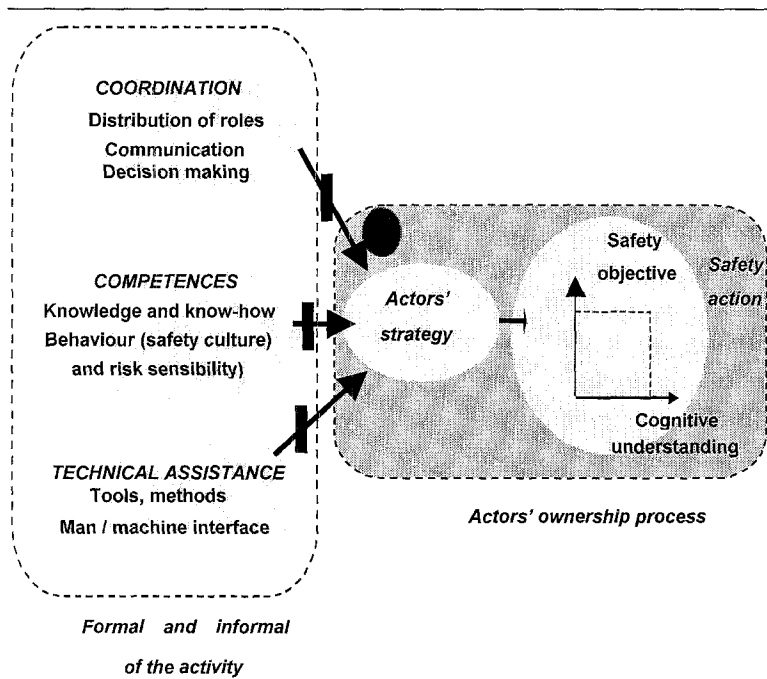 COORDINATION
Distribution of roles
Communication
Decision making
COMPETENCES
Knowledge and know-how
Behaviour (safety culture)
and risk sensibility)
TECHNICAL ASSISTANCE
Tools, methods
Man / machine interface
Formal and informal
of the activity
Actors'
strategy
Safety
objective
Cognitive
understanding
Safety
action
Actors' ownership process